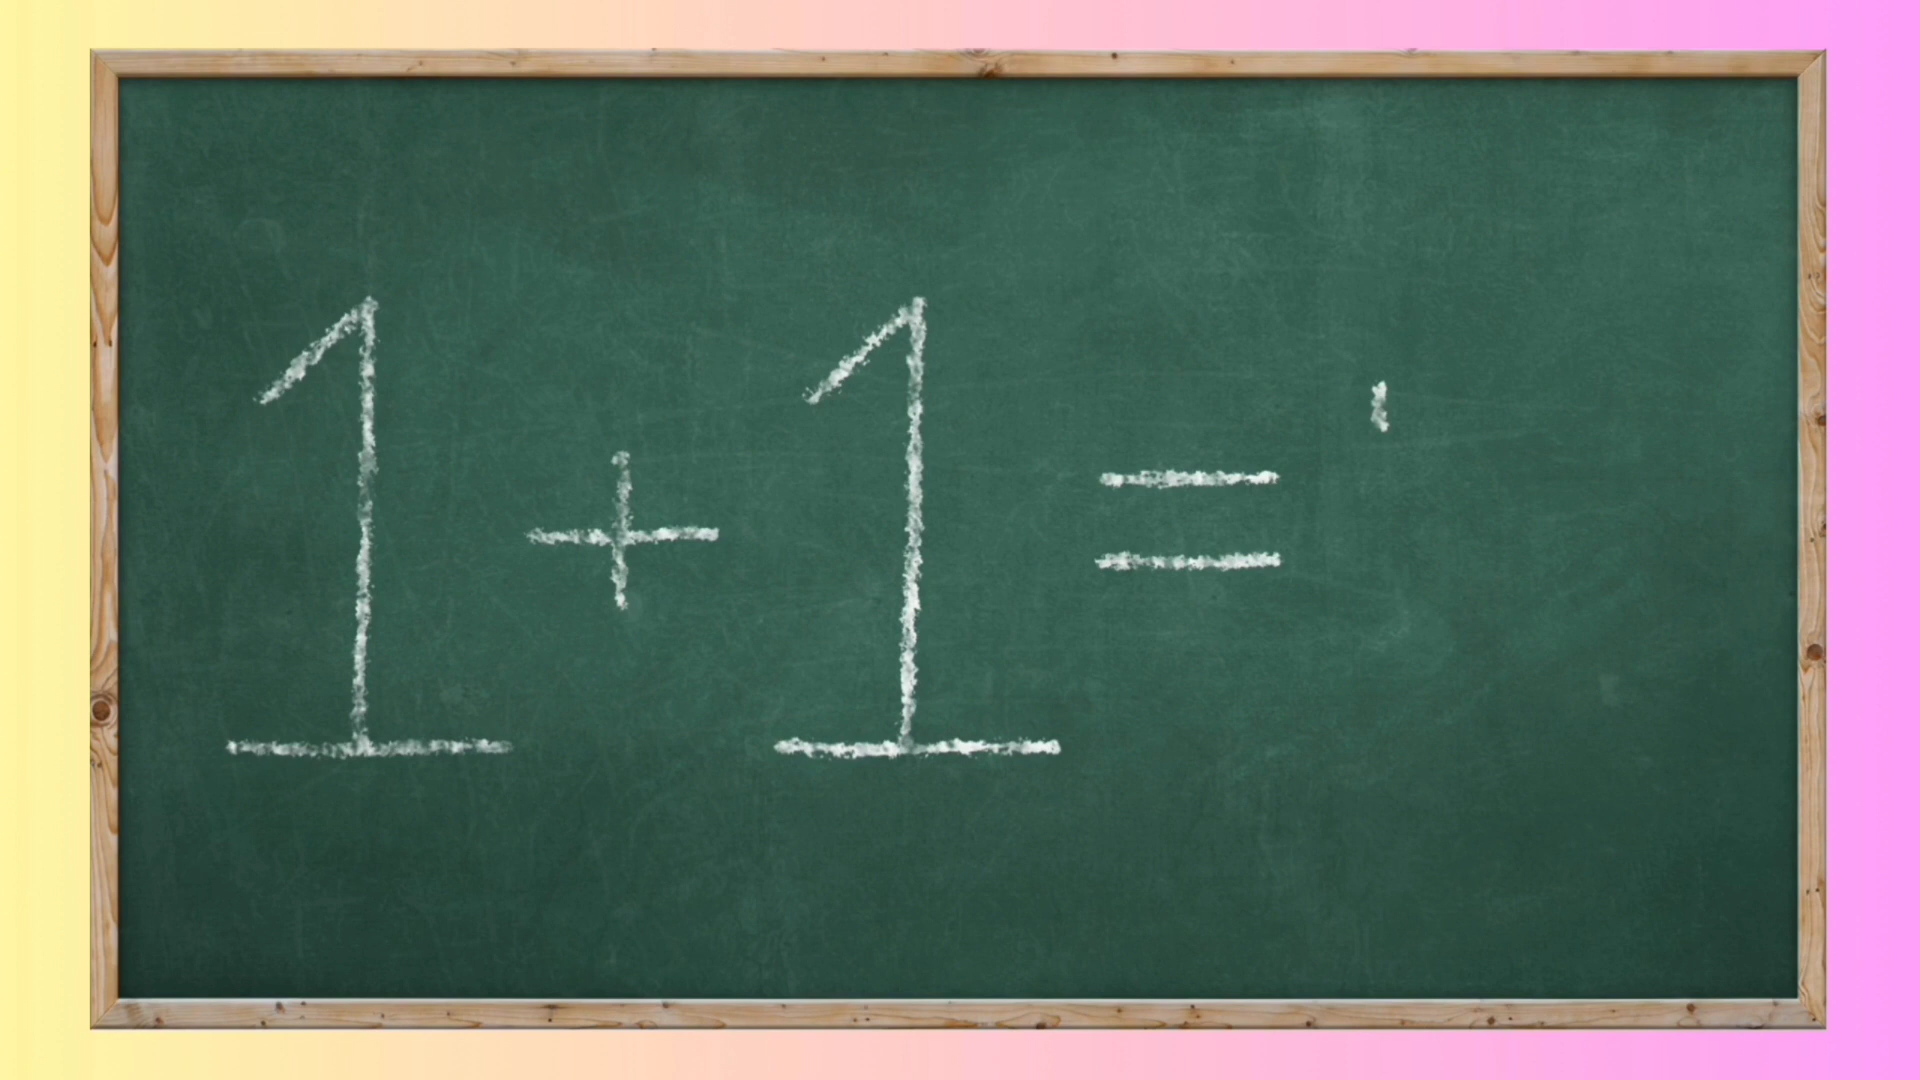 1 + 1 = '